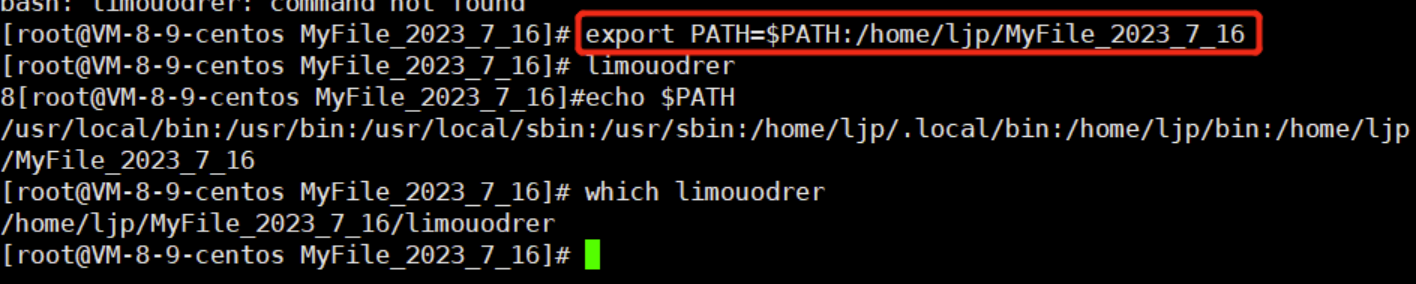 bash: limouodrer: command not found
[root@VM-8-9-centos MyFile_2023_7_16]# export PATH=$PATH:/home/ljp/MyFile_2023_7_16
[root@VM-8-9-centos MyFile_2023_7_16]# limouodrer
8[root@VM-8-9-centos MyFile_2023_7_16]#echo $PATH
/usr/local/bin:/usr/bin:/usr/local/sbin:/usr/sbin:/home/ljp/.local/bin:/home/ljp/bin:/home/ljp
/MyFile_2023_7_16
[root@VM-8-9-centos MyFile_2023_7_16]# which limouodrer
/home/ljp/MyFile_2023_7_16/limouodrer
[root@VM-8-9-centos MyFile_2023_7_16]#